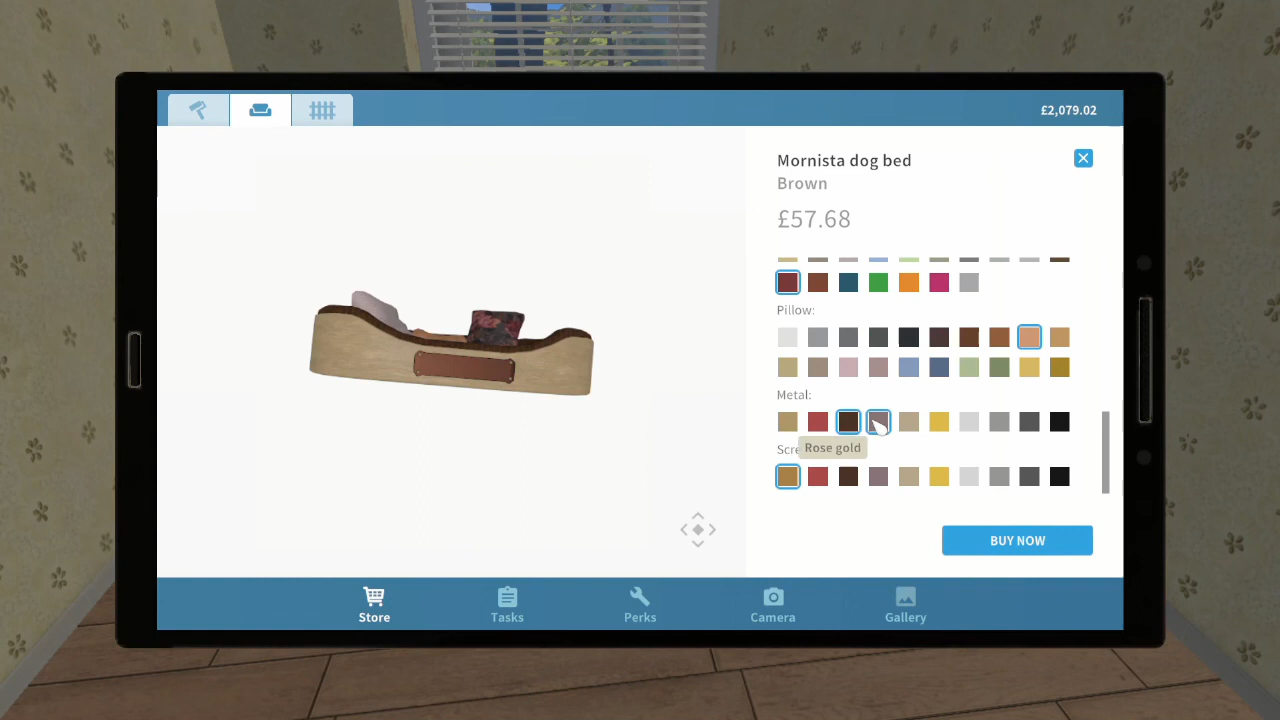 £2,079.02
Mornista dog bed
Brown
£57.68
Pillow:
Metal:
Rose gold
Scre
BUY NOW
Store
Tasks
Perks
Camera
Gallery